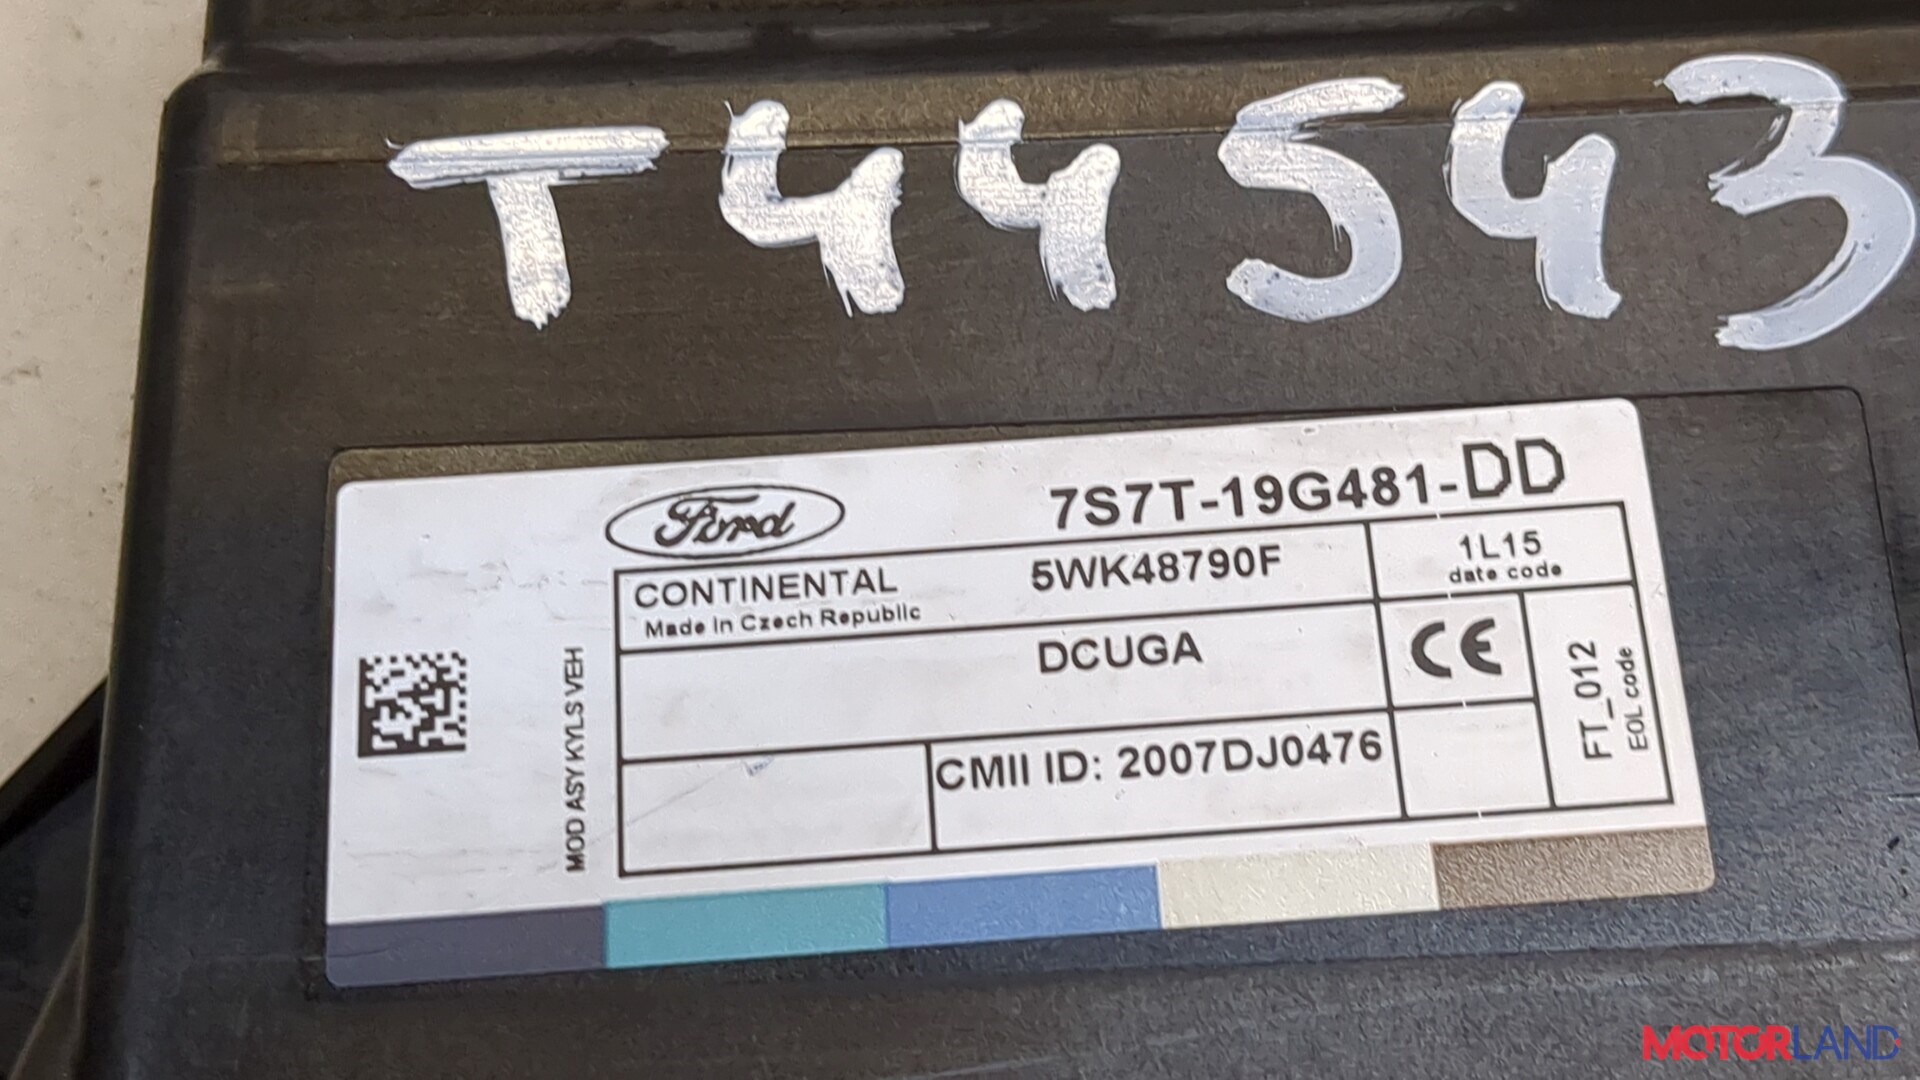 T44543
Ford
7S7T-19G481-DD
CONTINENTAL 5WK48790F
Made in Czech Republic
1L15
date code
DCUGA
CE
CMII ID: 2007DJ0476
FT_012
EOL code
MOD ASY KYLS VEH
MOTORLAND